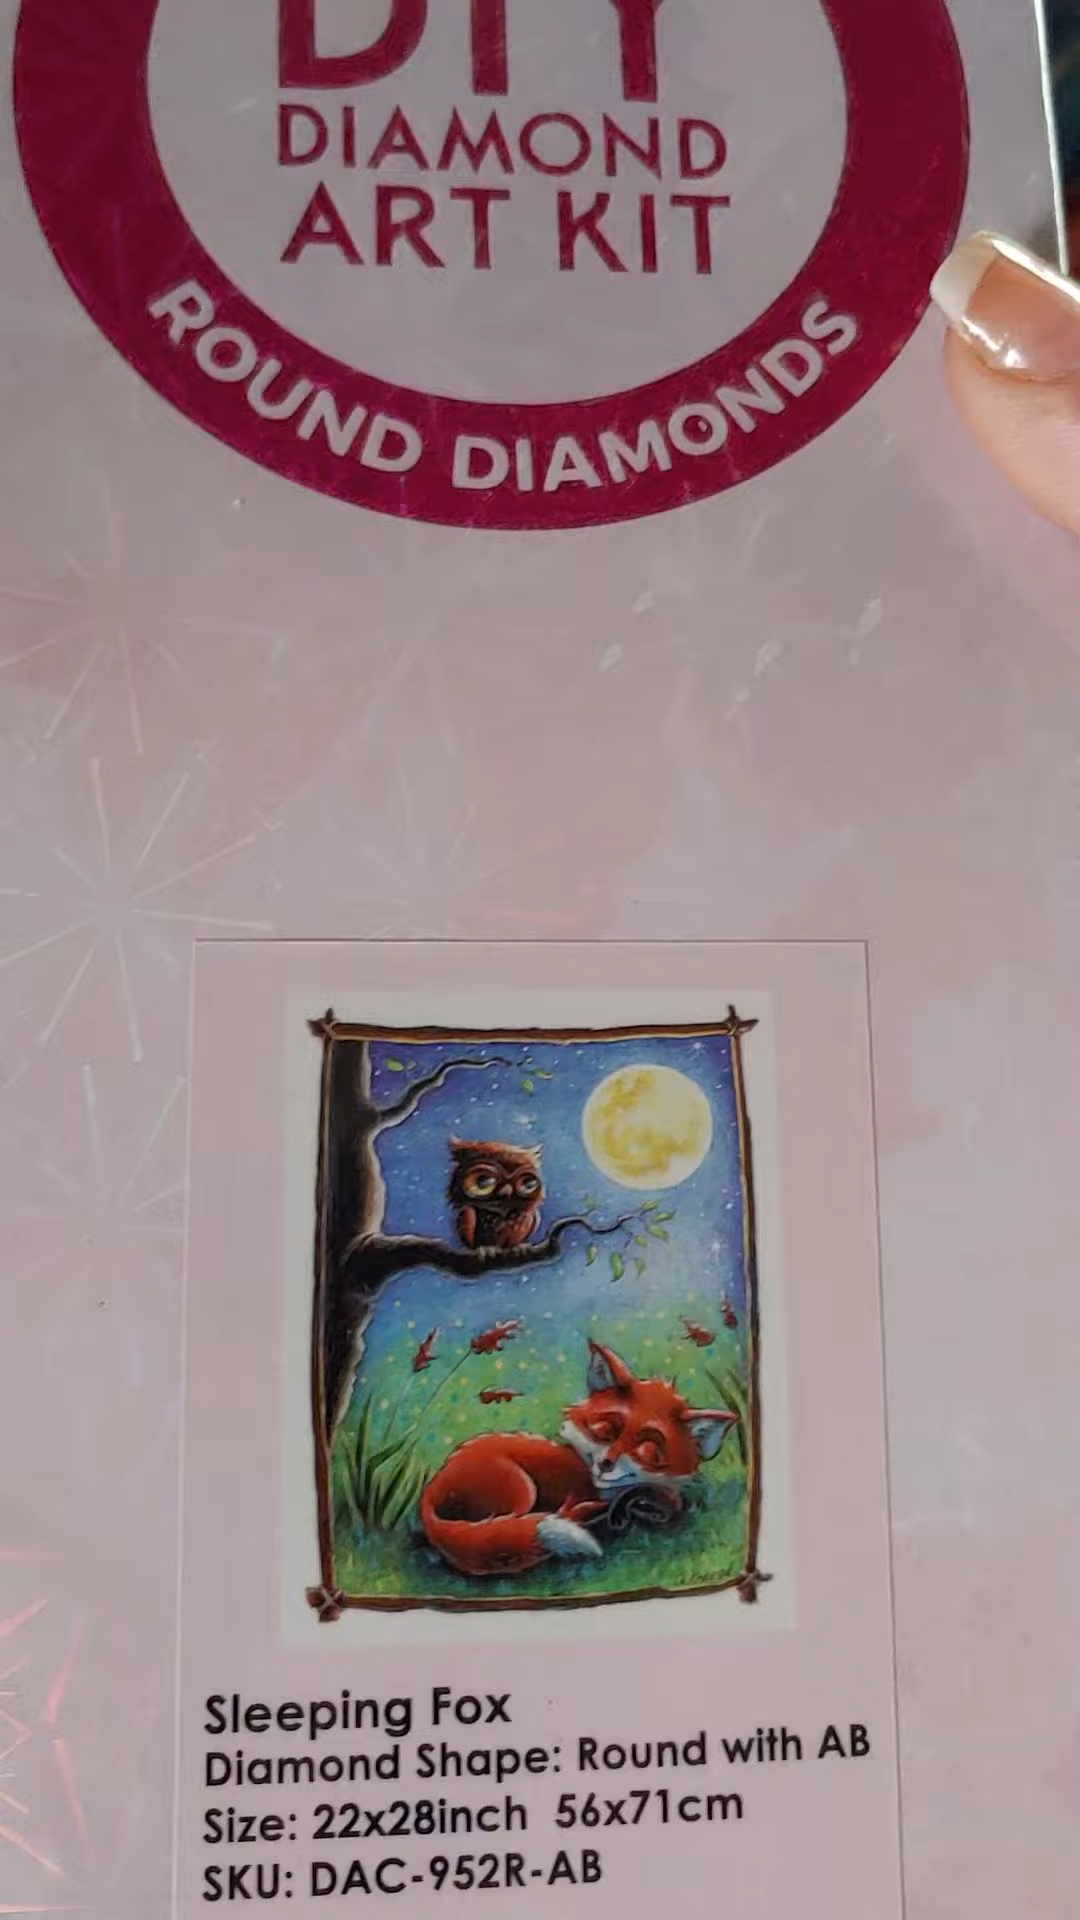 DIY
DIAMOND
ART KIT
ROUND DIAMONDS
Sleeping Fox
Diamond Shape: Round with AB
Size: 22x28inch 56x71cm
SKU: DAC-952R-AB